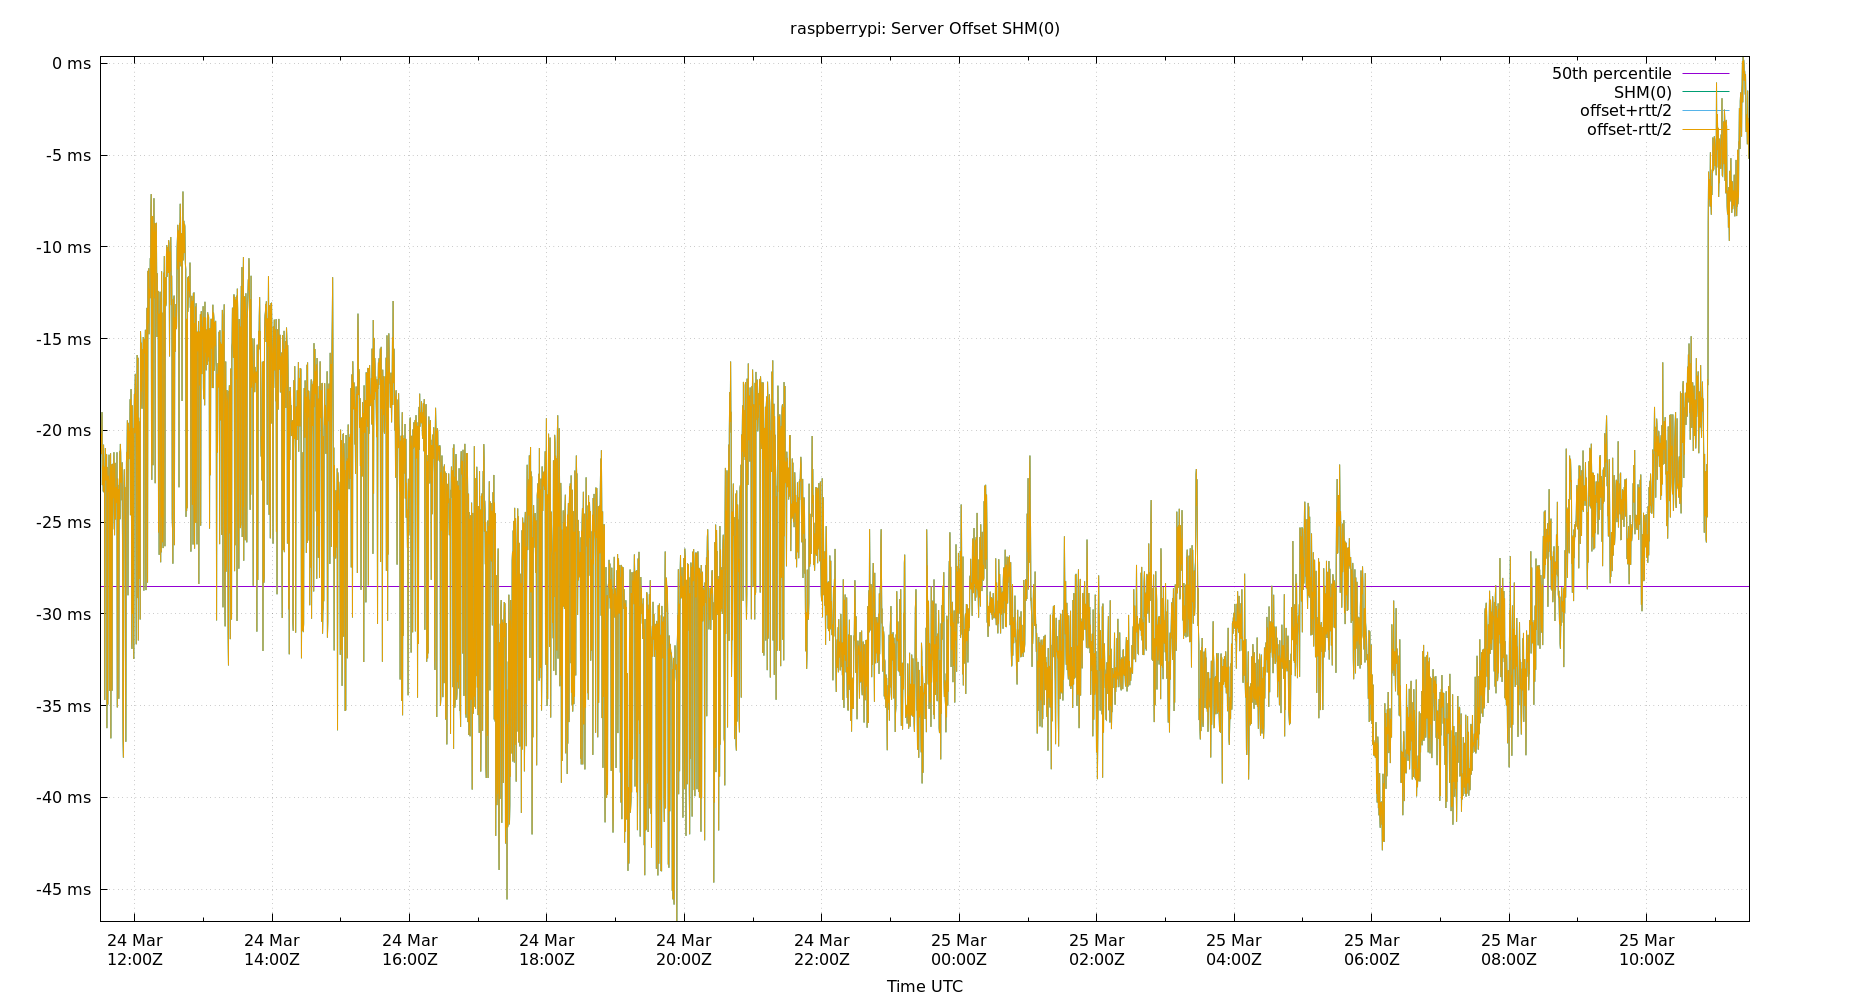 raspberrypi: Server Offset SHM(0)
0 ms
-5 ms
-10 ms
-15 ms
-20 ms
-25 ms
-30 ms
-35 ms
-40 ms
-45 ms
50th percentile
SHM(0)
offset+rtt/2
offset-rtt/2
24 Mar 24 Mar 24 Mar 24 Mar 24 Mar 24 Mar 25 Mar 25 Mar 25 Mar 25 Mar 25 Mar 25 Mar
12:00Z 14:00Z 16:00Z 18:00Z 20:00Z 22:00Z 00:00Z 02:00Z 04:00Z 06:00Z 08:00Z 10:00Z
Time UTC